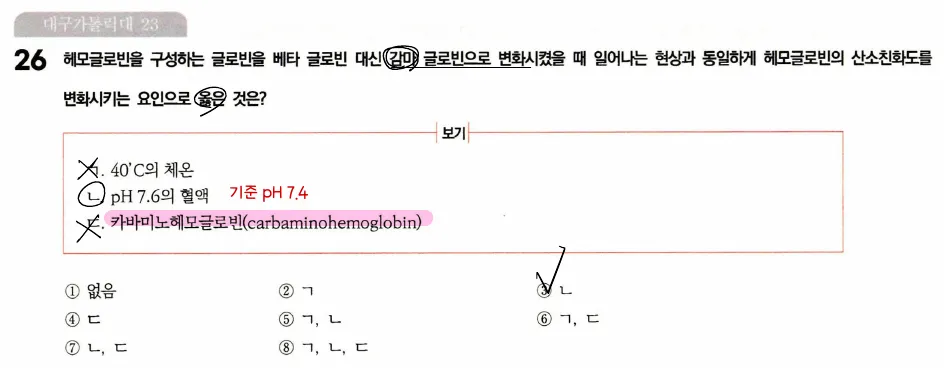 대구가톨릭대 23
26 헤모글로빈을 구성하는 글로빈을 베타 글로빈 대신 감마 글로빈으로 변화시켰을 때 일어나는 현상과 동일하게 헤모글로빈의 산소친화도를
변화시키는 요인으로 옳은 것은?
보기
ㄱ. 40℃의 체온
ㄴ. pH 7.6의 혈액 기준 pH 7.4
ㄷ. 카바미노헤모글로빈(carbaminohemoglobin)
① 없음 ② ㄱ ③ ㄴ
④ ㄷ ⑤ ㄱ, ㄴ ⑥ ㄱ, ㄷ
⑦ ㄴ, ㄷ ⑧ ㄱ, ㄴ, ㄷ